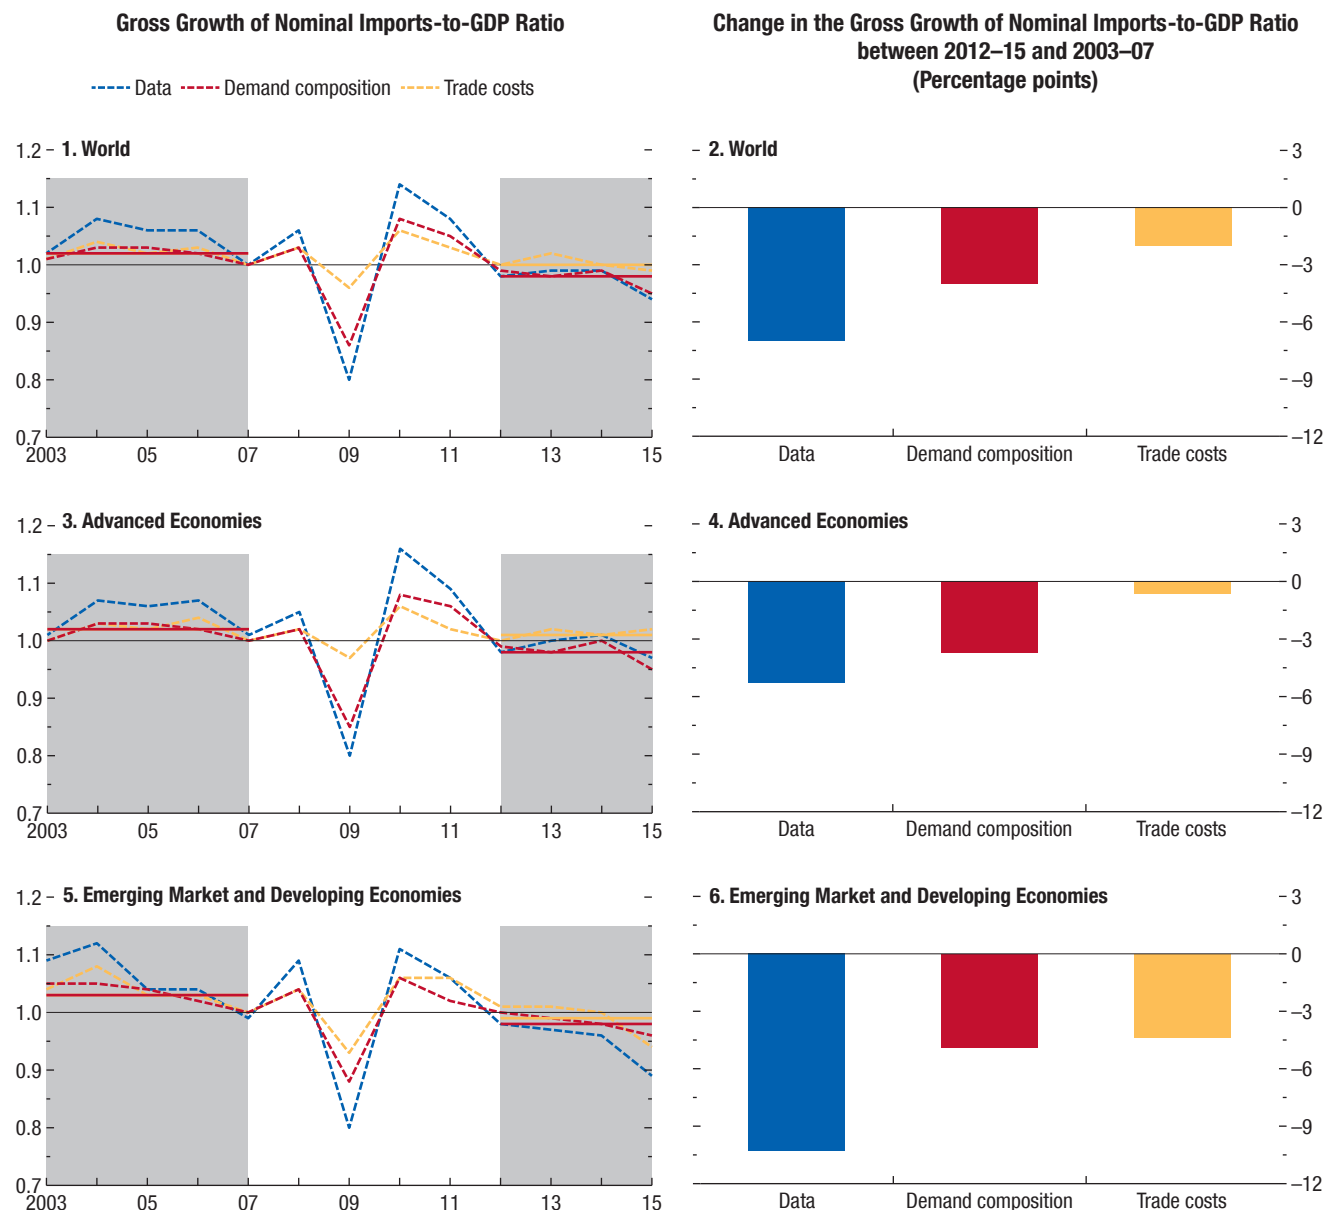 Gross Growth of Nominal Imports-to-GDP Ratio
Change in the Gross Growth of Nominal Imports-to-GDP Ratio
between 2012–15 and 2003–07
(Percentage points)
Data Demand composition Trade costs
1. World
1.2
1.1
1.0
0.9
0.8
0.7
2003 05 07 09 11 13 15
2. World
3
0
–3
–6
–9
–12
Data Demand composition Trade costs
3. Advanced Economies
1.2
1.1
1.0
0.9
0.8
0.7
2003 05 07 09 11 13 15
4. Advanced Economies
3
0
–3
–6
–9
–12
Data Demand composition Trade costs
5. Emerging Market and Developing Economies
1.2
1.1
1.0
0.9
0.8
0.7
2003 05 07 09 11 13 15
6. Emerging Market and Developing Economies
3
0
–3
–6
–9
–12
Data Demand composition Trade costs